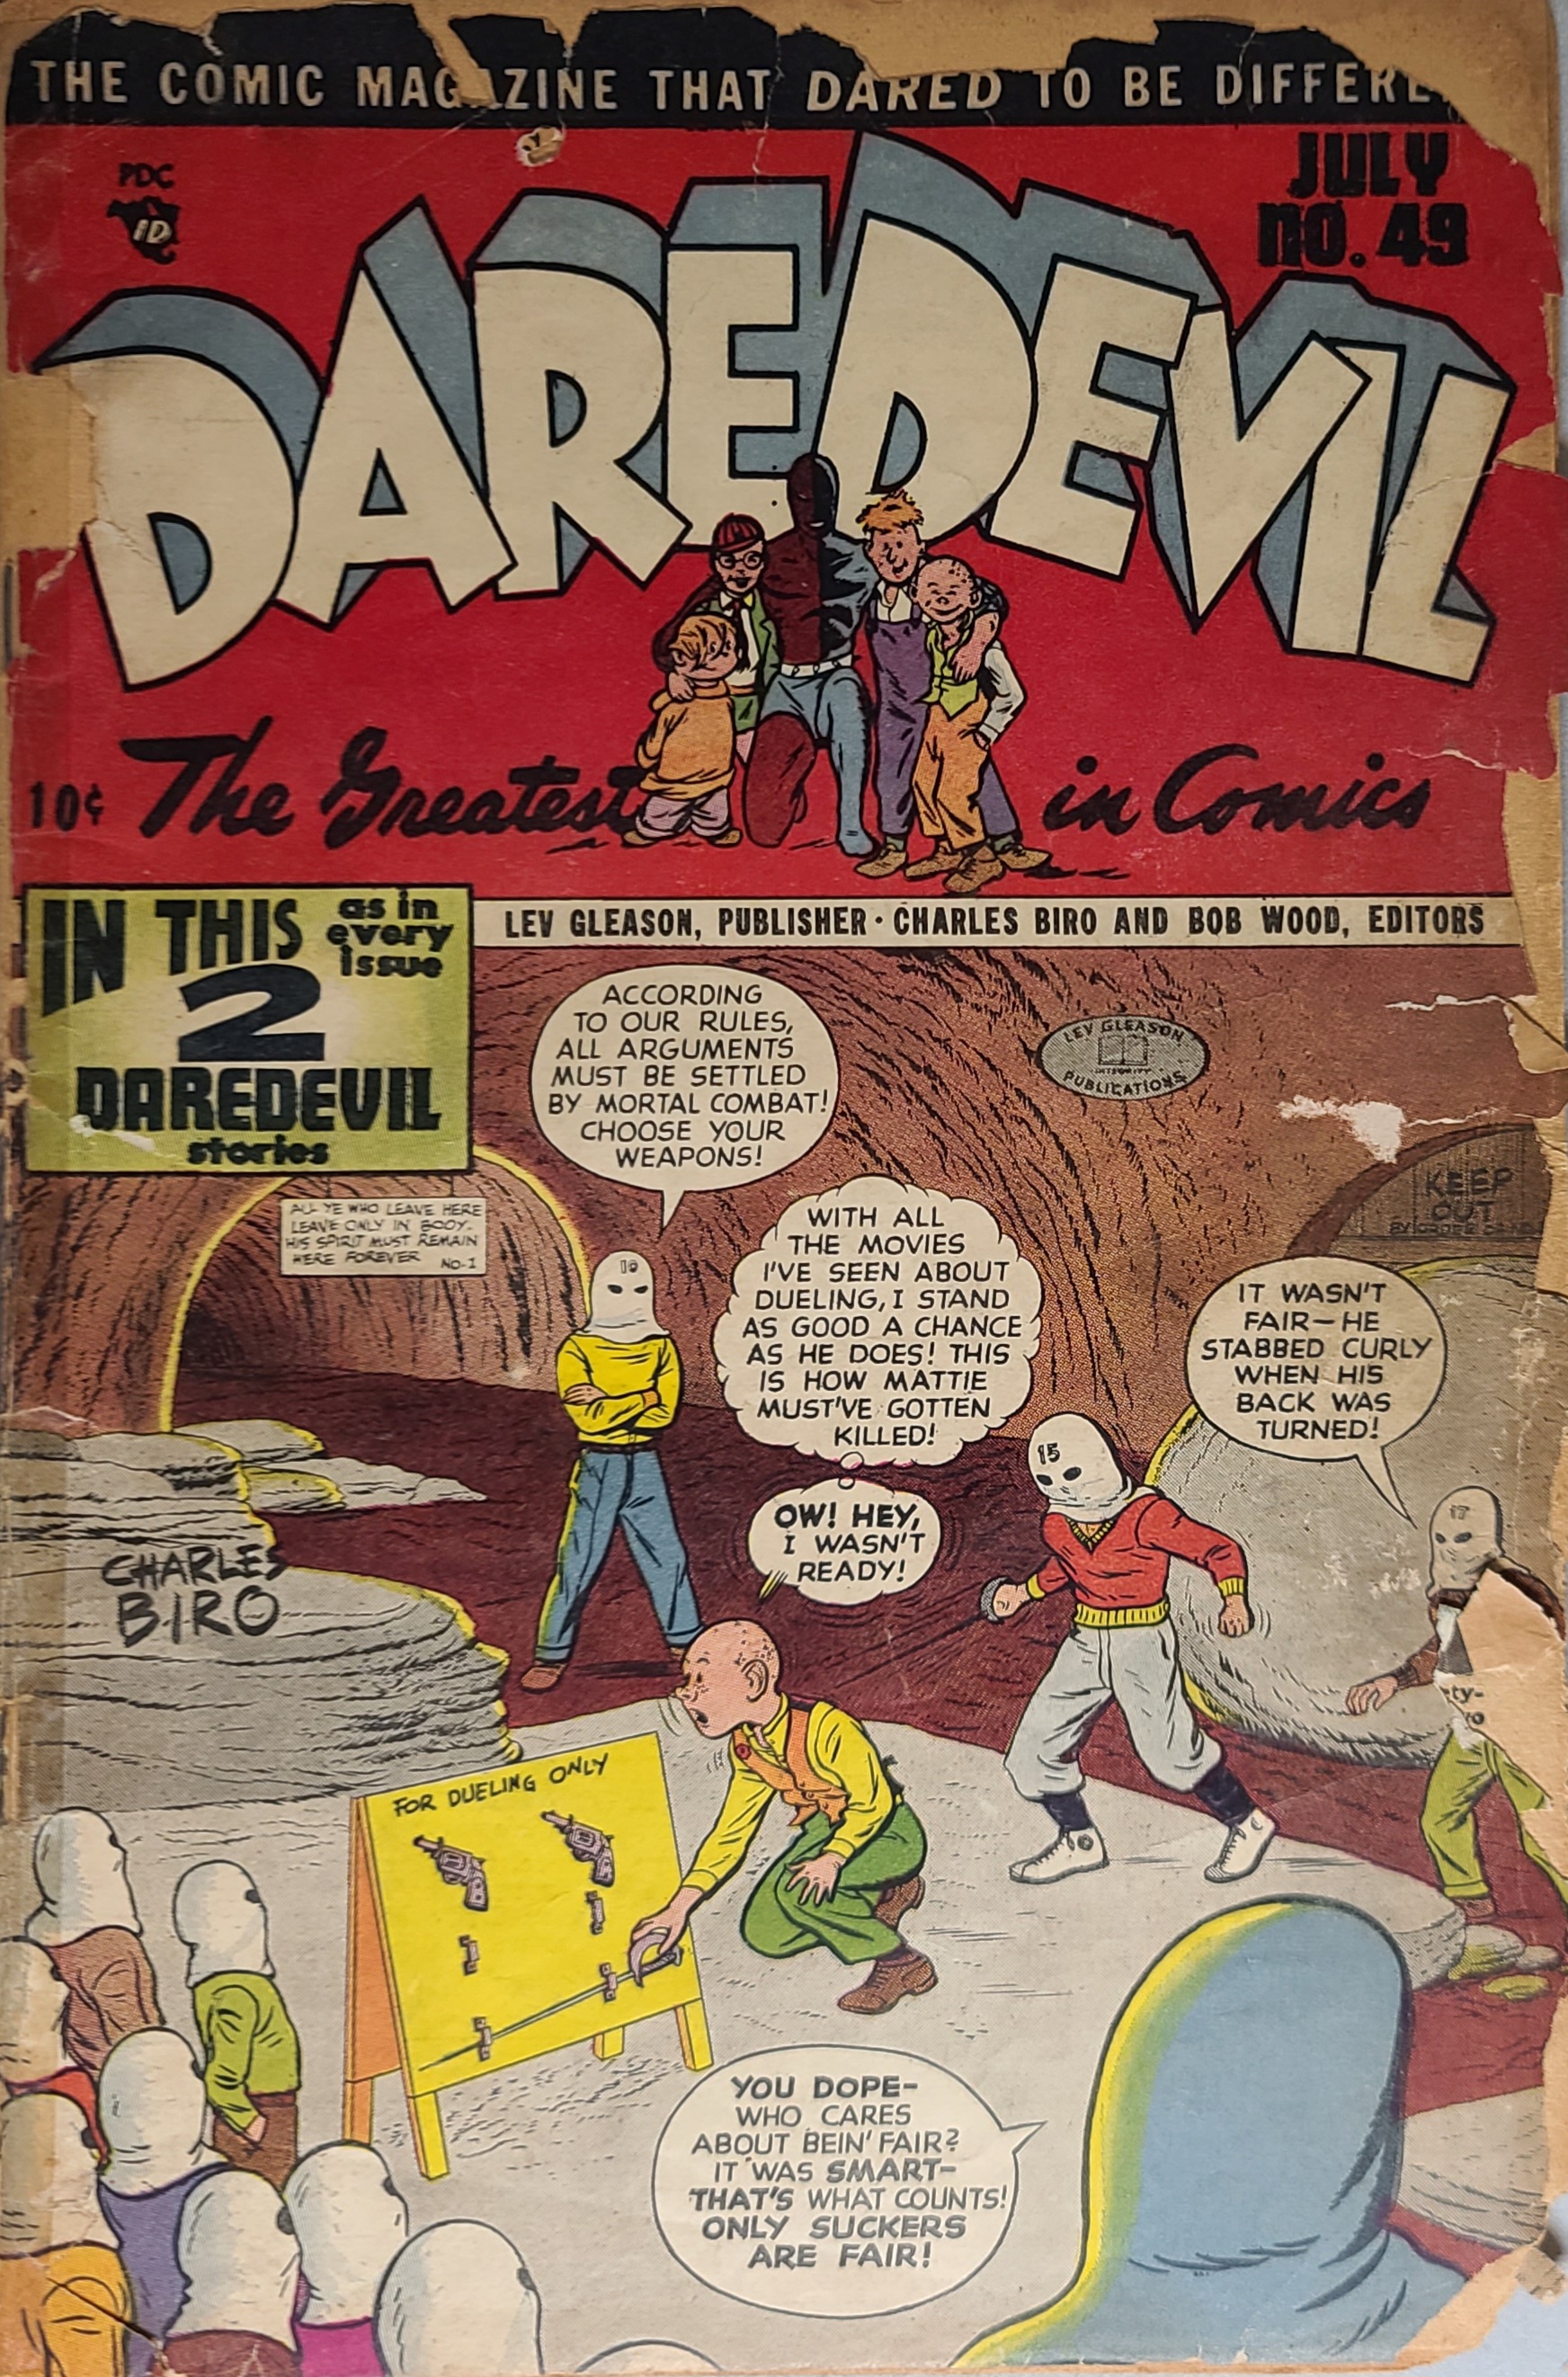 THE COMIC MAGAZINE THAT DARED TO BE DIFFERE
PDC
ID
JULY
NO. 49
DAREDEVIL
10¢ The Greatest in Comics
IN THIS
as in
every
issue
2
DAREDEVIL
stories
LEV GLEASON, PUBLISHER · CHARLES BIRO AND BOB WOOD, EDITORS
ACCORDING
TO OUR RULES,
ALL ARGUMENTS
MUST BE SETTLED
BY MORTAL COMBAT!
CHOOSE YOUR
WEAPONS!
LEV GLEASON
INTEGRITY
PUBLICATIONS
KEEP
OUT
BY ORDER OF
ALL YE WHO LEAVE HERE
LEAVE ONLY IN BODY.
HIS SPIRIT MUST REMAIN
HERE FOREVER
NO-1
WITH ALL
THE MOVIES
I'VE SEEN ABOUT
DUELING, I STAND
AS GOOD A CHANCE
AS HE DOES! THIS
IS HOW MATTIE
MUST'VE GOTTEN
KILLED!
IT WASN'T
FAIR—HE
STABBED CURLY
WHEN HIS
BACK WAS
TURNED!
15
17
OW! HEY,
I WASN'T
READY!
CHARLES
BIRO
FOR DUELING ONLY
YOU DOPE—
WHO CARES
ABOUT BEIN' FAIR?
IT WAS SMART—
THAT'S WHAT COUNTS!
ONLY SUCKERS
ARE FAIR!